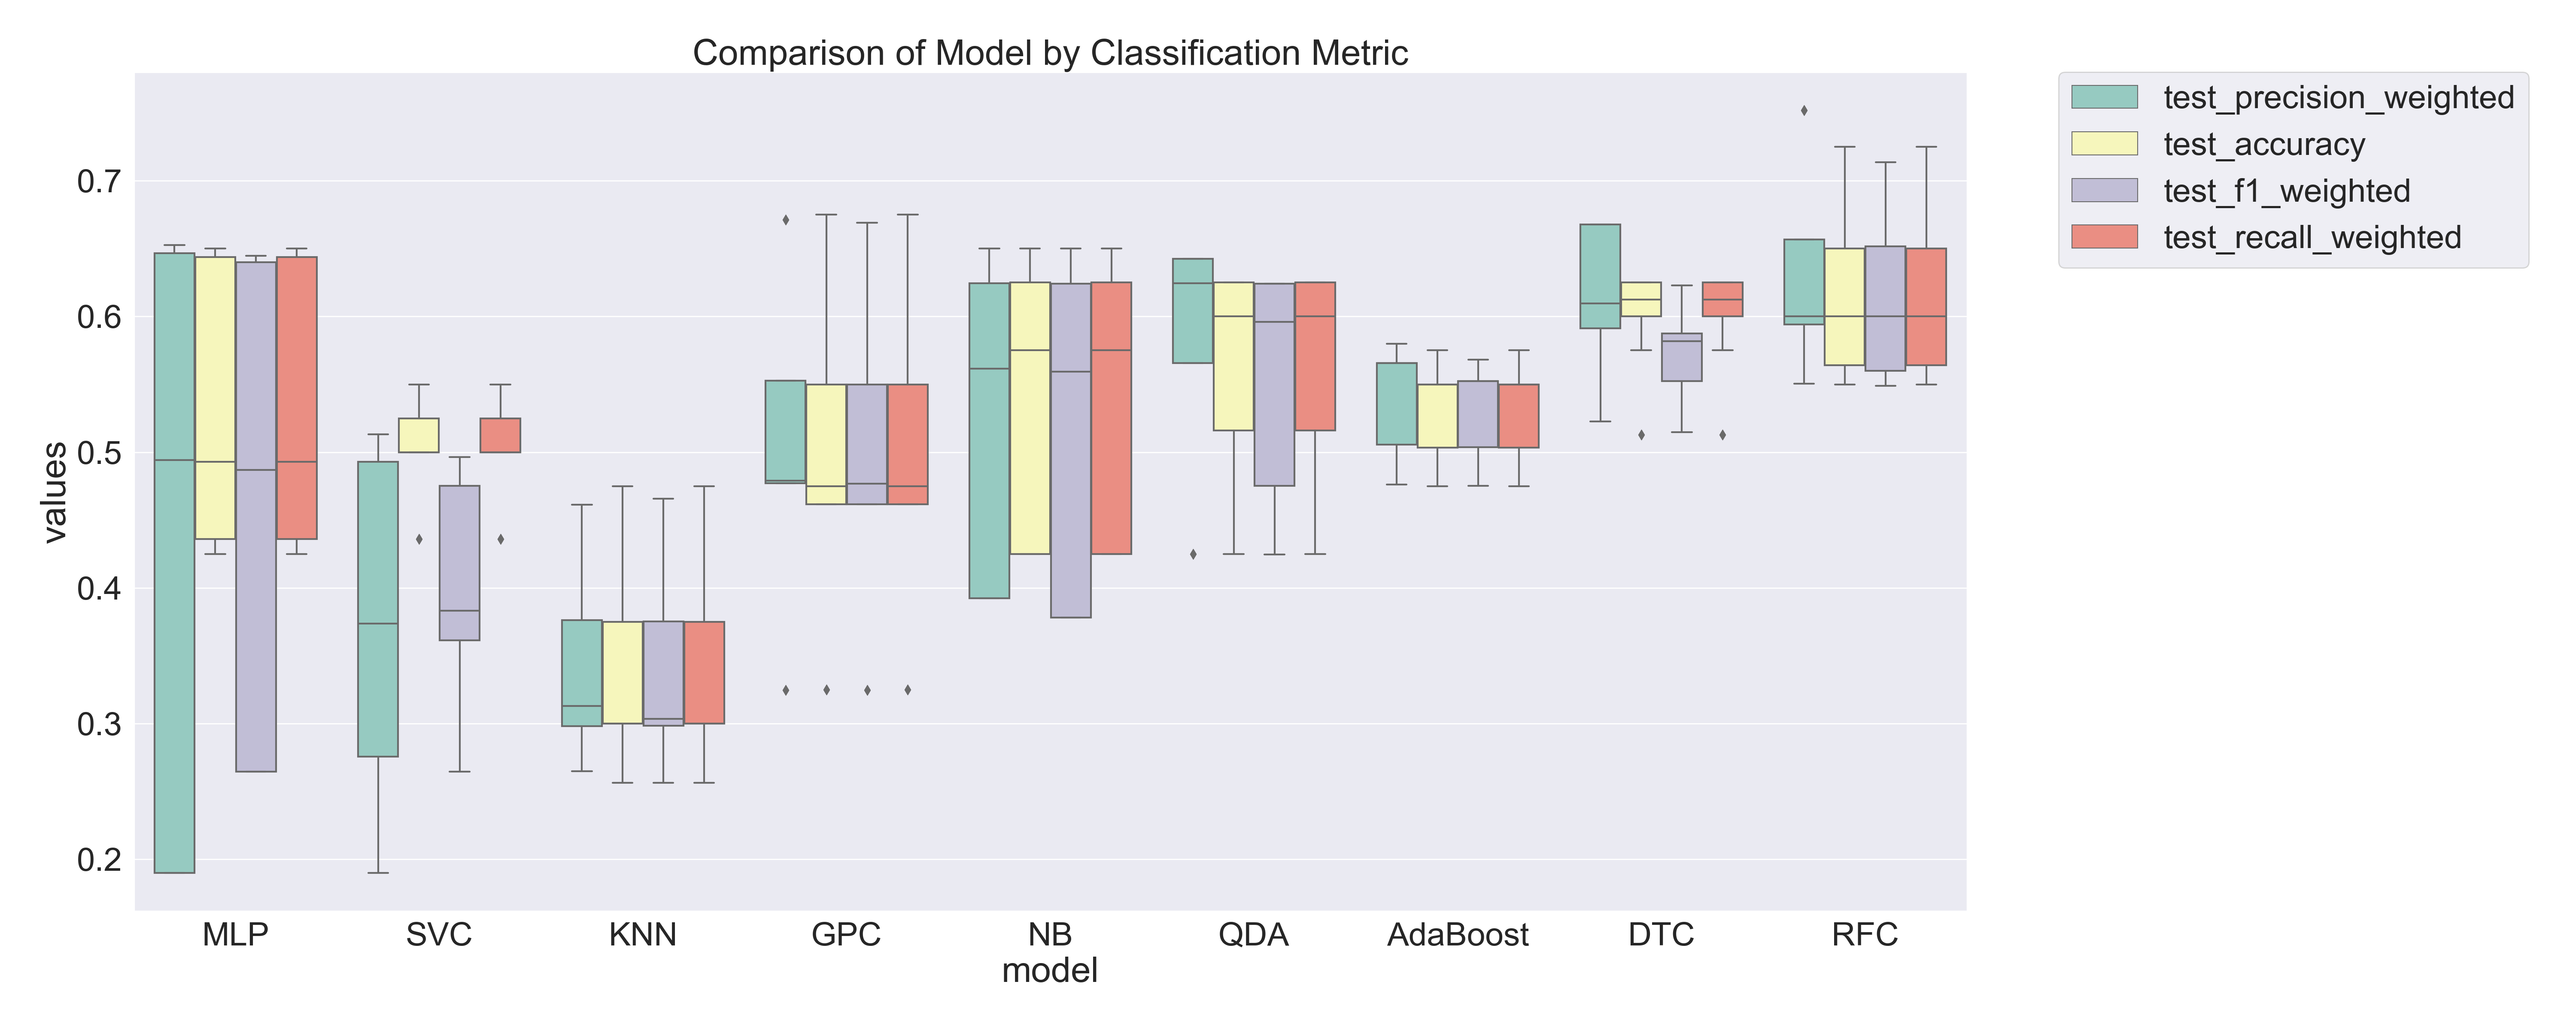 Comparison of Model by Classification Metric
test_precision_weighted
test_accuracy
test_f1_weighted
test_recall_weighted
values
0.7
0.6
0.5
0.4
0.3
0.2
MLP SVC KNN GPC NB QDA AdaBoost DTC RFC
model